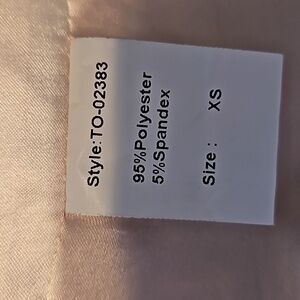 Style:TO-02383
95%Polyester
5%Spandex
Size : XS